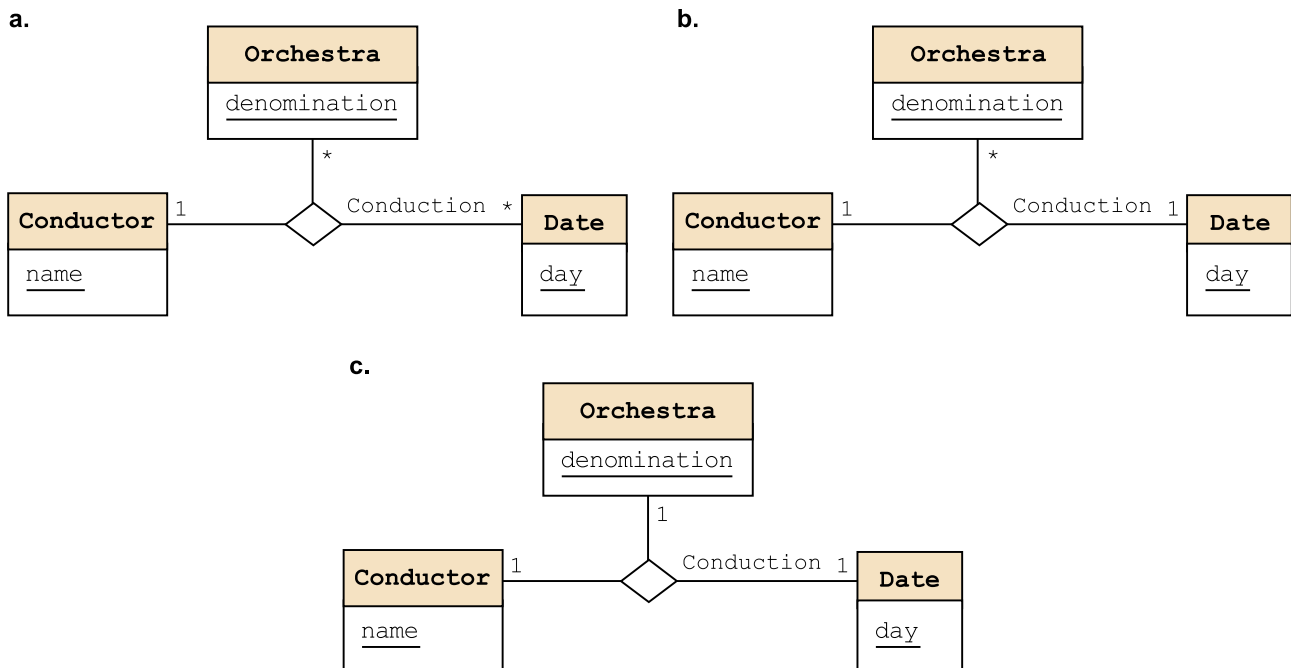 a.
Orchestra
denomination
*
Conductor
name
1
Conduction *
Date
day
b.
Orchestra
denomination
*
Conductor
name
1
Conduction 1
Date
day
c.
Orchestra
denomination
1
Conductor
name
1
Conduction 1
Date
day